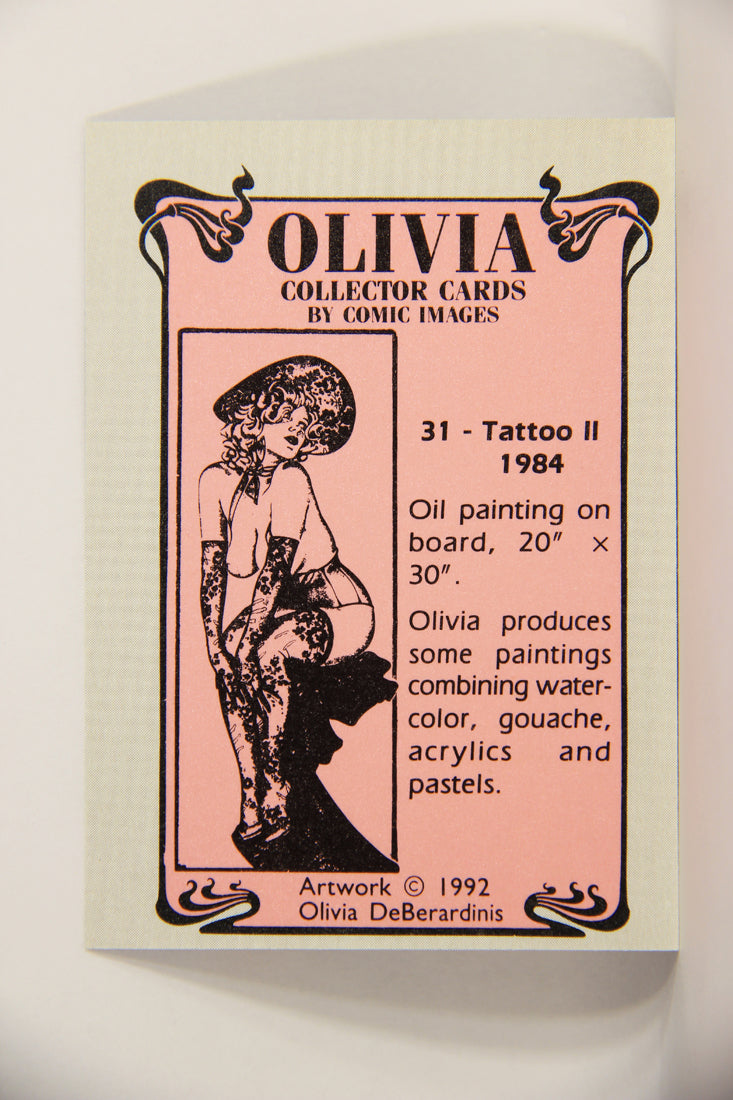 OLIVIA
COLLECTOR CARDS
BY COMIC IMAGES
31 - Tattoo II
1984
Oil painting on
board, 20" ×
30".
Olivia produces
some paintings
combining water-
color, gouache,
acrylics and
pastels.
Artwork © 1992
Olivia DeBerardinis